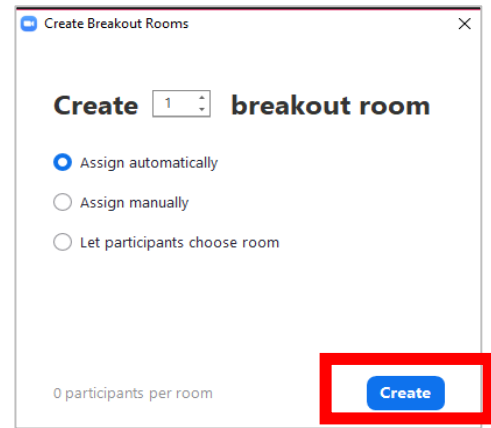 Create Breakout Rooms
Create 1 breakout room
Assign automatically
Assign manually
Let participants choose room
0 participants per room
Create